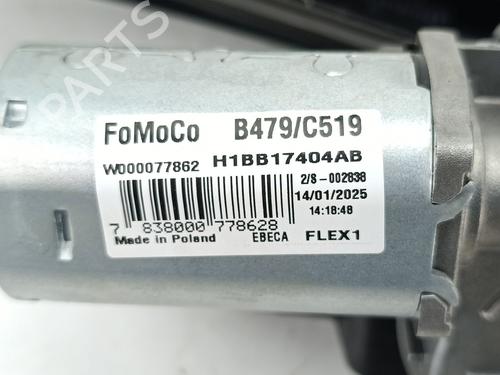 FoMoCo B479/C519
W000077862 H1BB17404AB
2/S-002638
14/01/2025
14:18:48
7 838000 778628
Made in Poland EBECA FLEX1
B-PARTS